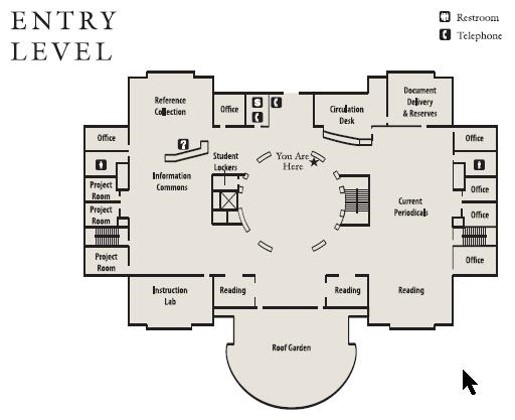 ENTRY
LEVEL
Restroom
Telephone
Reference
Collection
Office
Circulation
Desk
Document
Delivery
& Reserves
Office
Office
Student
Lockers
You Are
Here
Information
Commons
Project
Room
Office
Project
Room
Current
Periodicals
Office
Project
Room
Office
Instruction
Lab
Reading
Reading
Reading
Roof Garden